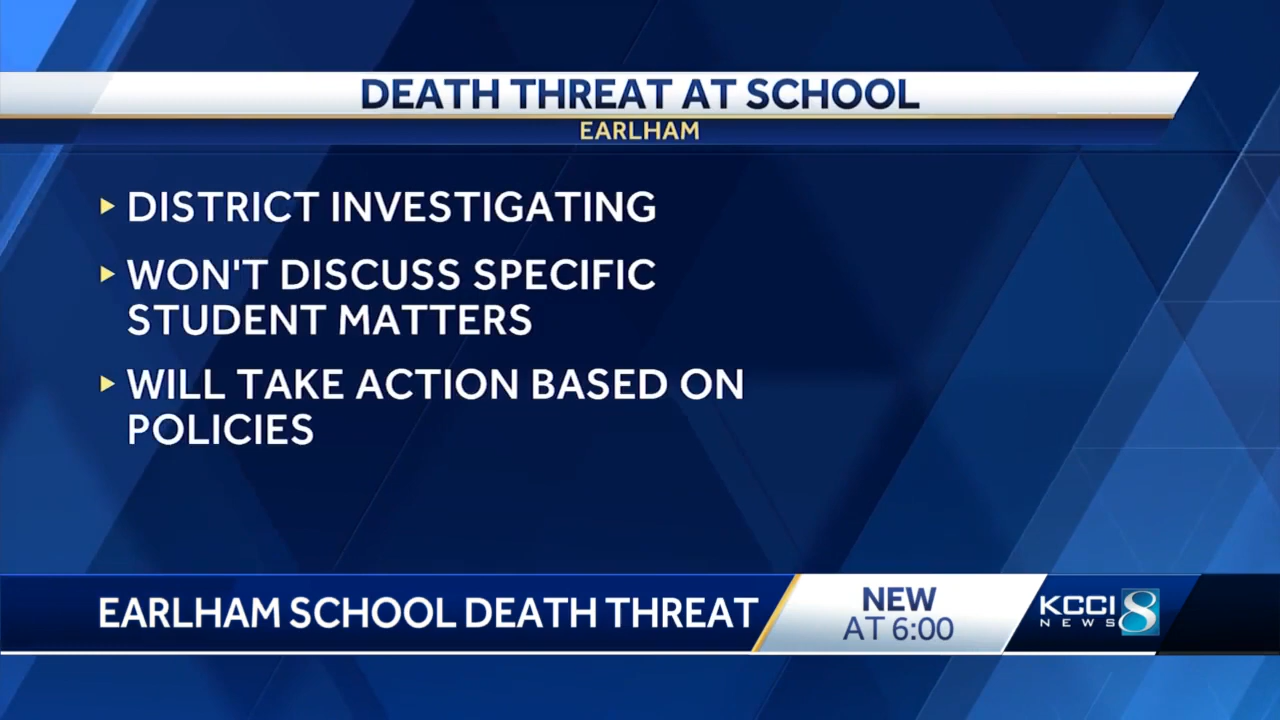 DEATH THREAT AT SCHOOL
EARLHAM
DISTRICT INVESTIGATING
WON'T DISCUSS SPECIFIC
STUDENT MATTERS
WILL TAKE ACTION BASED ON
POLICIES
EARLHAM SCHOOL DEATH THREAT
NEW
AT 6:00
KCCI 8
NEWS